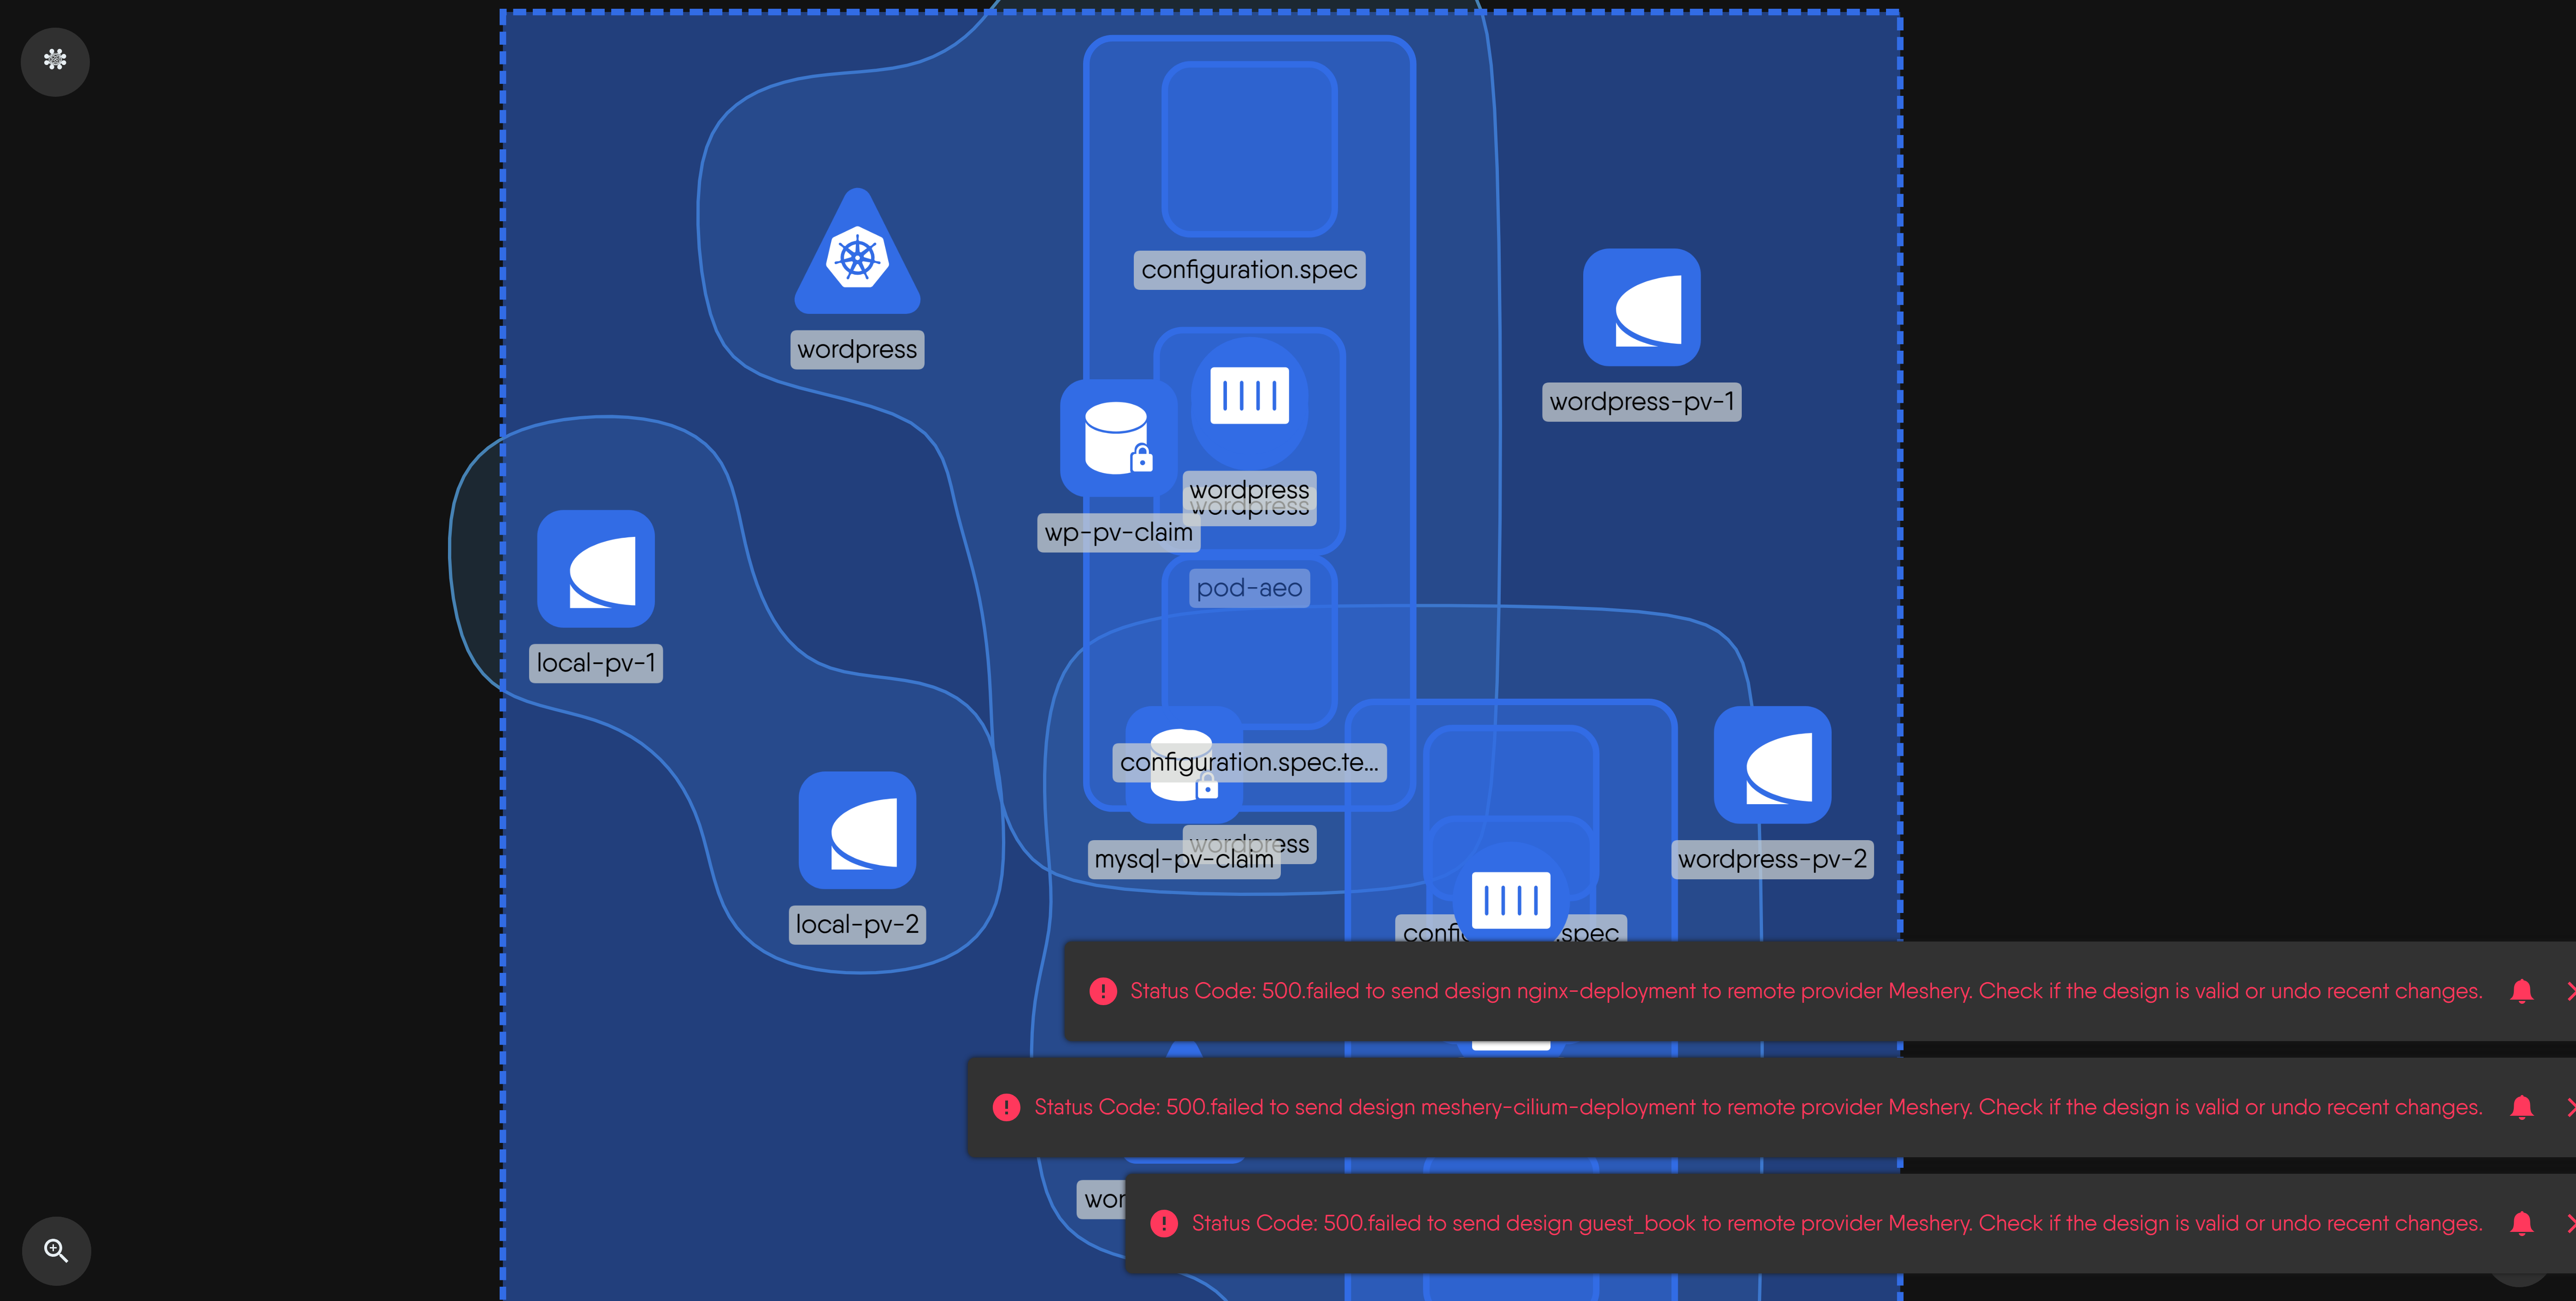 configuration.spec
wordpress
wordpress-pv-1
wordpress
wordpress
wp-pv-claim
pod-aeo
local-pv-1
configuration.spec.te...
wordpress
mysql-pv-claim
wordpress-pv-2
local-pv-2
Status Code: 500.failed to send design nginx-deployment to remote provider Meshery. Check if the design is valid or undo recent changes.
Status Code: 500.failed to send design meshery-cilium-deployment to remote provider Meshery. Check if the design is valid or undo recent changes.
Status Code: 500.failed to send design guest_book to remote provider Meshery. Check if the design is valid or undo recent changes.